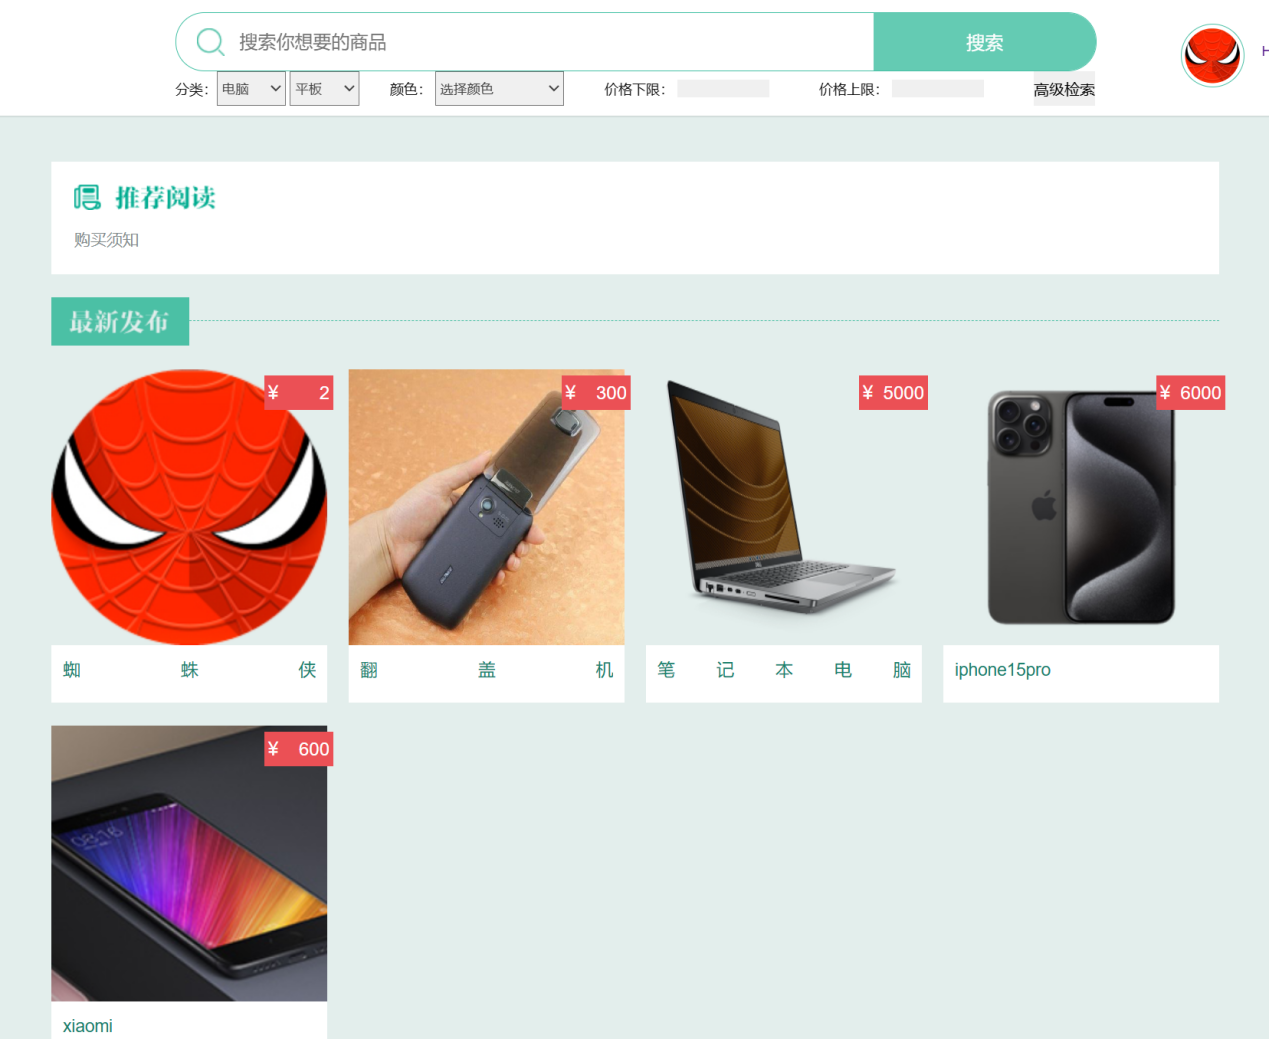 搜索你想要的商品 搜索
分类： 电脑 平板 颜色： 选择颜色 价格下限： 价格上限： 高级检索
推荐阅读
购买须知
最新发布
¥ 2
¥ 300
¥ 5000
¥ 6000
蜘蛛侠
翻盖机
笔记本电脑
iphone15pro
¥ 600
xiaomi